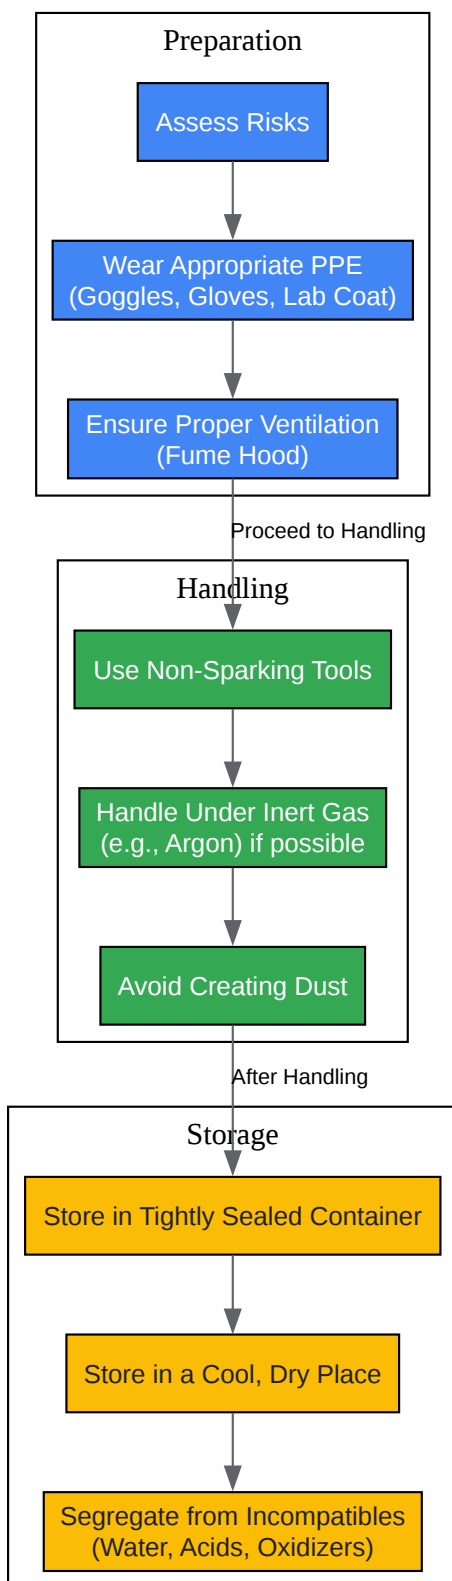 Preparation
Assess Risks
Wear Appropriate PPE
(Goggles, Gloves, Lab Coat)
Ensure Proper Ventilation
(Fume Hood)
Proceed to Handling
Handling
Use Non-Sparking Tools
Handle Under Inert Gas
(e.g., Argon) if possible
Avoid Creating Dust
After Handling
Storage
Store in Tightly Sealed Container
Store in a Cool, Dry Place
Segregate from Incompatibles
(Water, Acids, Oxidizers)